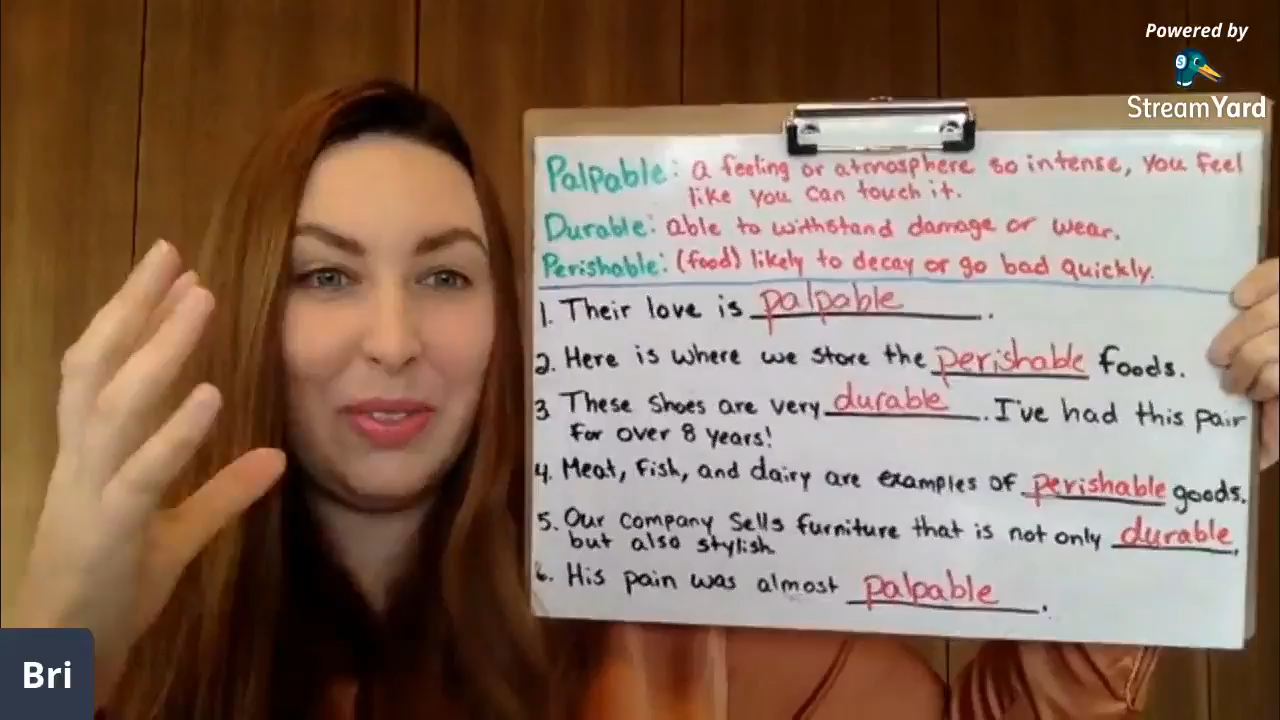 Powered by
StreamYard
Palpable: a feeling or atmosphere so intense, you feel
like you can touch it.
Durable: able to withstand damage or wear.
Perishable: (food) likely to decay or go bad quickly.
1. Their love is palpable.
2. Here is where we store the perishable foods.
3 These shoes are very durable. I've had this pair
for over 8 years!
4. Meat, fish, and dairy are examples of perishable goods.
5. Our company sells furniture that is not only durable,
but also stylish
6. His pain was almost palpable.
Bri